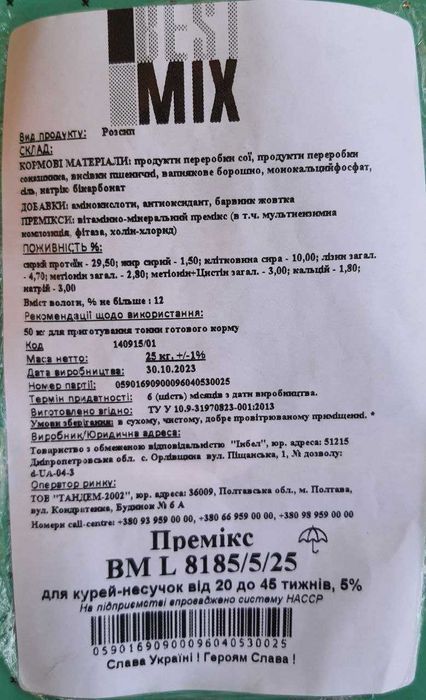 BEST
MIX
Вид продукту: Розсип
СКЛАД:
КОРМОВІ МАТЕРІАЛИ: продукти переробки сої, продукти переробки
соняшника, висівки пшеничні, вапнякове борошно, монокальційфосфат,
сіль, натрію бікарбонат
ДОБАВКИ: амінокислоти, антиоксидант, барвник жовтка
ПРЕМІКСИ: вітамінно-мінеральний премікс (в т.ч. мультиензимна
композиція, фітаза, холін-хлорид)
ПОЖИВНІСТЬ %:
сирий протеїн - 29,50; жир сирий - 1,50; клітковина сира - 10,00; лізин загал.
- 4,70; метіонін загал. - 2,80; метіонін+Цистін загал. - 3,00; кальцій - 1,80;
натрій - 3,00
Вміст вологи, % не більше : 12
Рекомендації щодо використання:
50 кг для приготування тонни готового корму
Код 140915/01
Маса нетто: 25 кг. +/-1%
Дата виробництва: 30.10.2023
Номер партії: 05901690900096040530025
Термін придатності: 6 (шість) місяців з дати виробництва.
Виготовлено згідно: ТУ У 10.9-31970823-001:2013
Умови зберігання: в сухому, чистому, добре провітрюваному приміщенні. *
Виробник/Юридична адреса:
Товариство з обмеженою відповідальністю "Інбел", юр. адреса: 51215
Дніпропетровська обл. с. Орлівщина вул. Піщанська, 1, № дозволу:
d-UA-04-3
Оператор ринку:
ТОВ "ТАНДЕМ-2002", юр. адреса: 36009, Полтавська обл., м. Полтава,
вул. Кондратенка, Будинок № 6 А
Номери call-centre: +380 93 959 00 00, +380 66 959 00 00, +380 98 959 00 00
Премікс
BM L 8185/5/25
для курей-несучок від 20 до 45 тижнів, 5%
На підприємстві впроваджено систему HACCP
05901690900096040530025
Слава Україні ! Героям Слава !